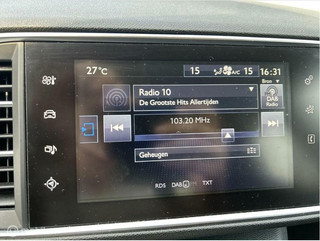 27°C 15 A/C 15 16:31
Bron
Radio 10
De Grootste Hits Allertijden
DAB
Radio
103.20 MHz
Geheugen
RDS DAB TXT